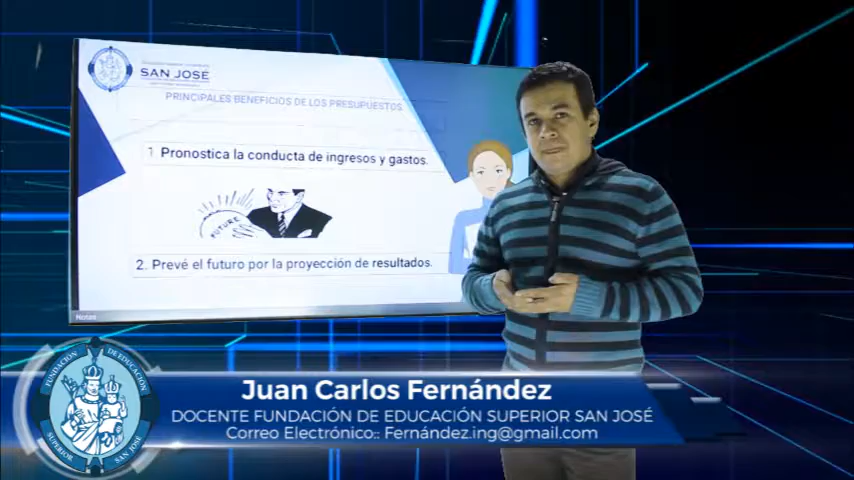 SAN JOSÉ
PRINCIPALES BENEFICIOS DE LOS PRESUPUESTOS.
1 Pronostica la conducta de ingresos y gastos.
FUTURE
2. Prevé el futuro por la proyección de resultados.
FUNDACIÓN DE EDUCACIÓN
SUPERIOR SAN JOSÉ
Juan Carlos Fernández
DOCENTE FUNDACIÓN DE EDUCACIÓN SUPERIOR SAN JOSÉ
Correo Electrónico:: Fernández.ing@gmail.com